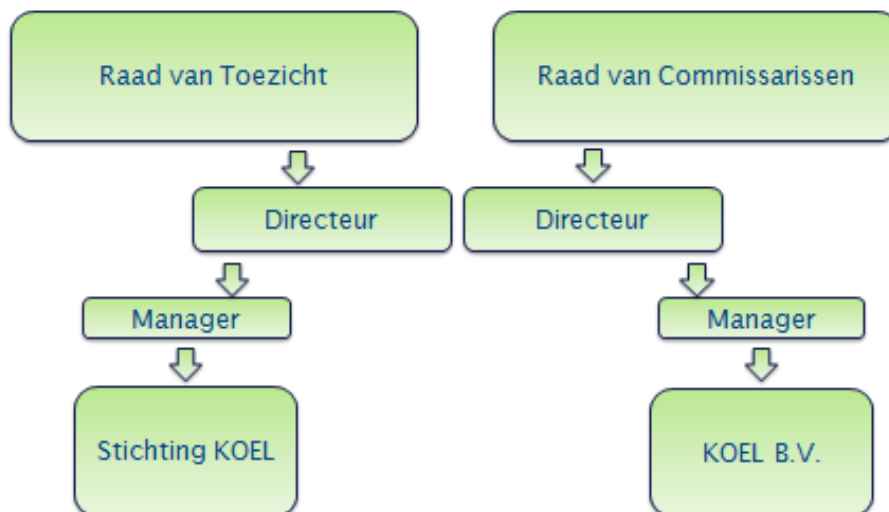 Raad van Toezicht
Raad van Commissarissen
Directeur
Directeur
Manager
Manager
Stichting KOEL
KOEL B.V.